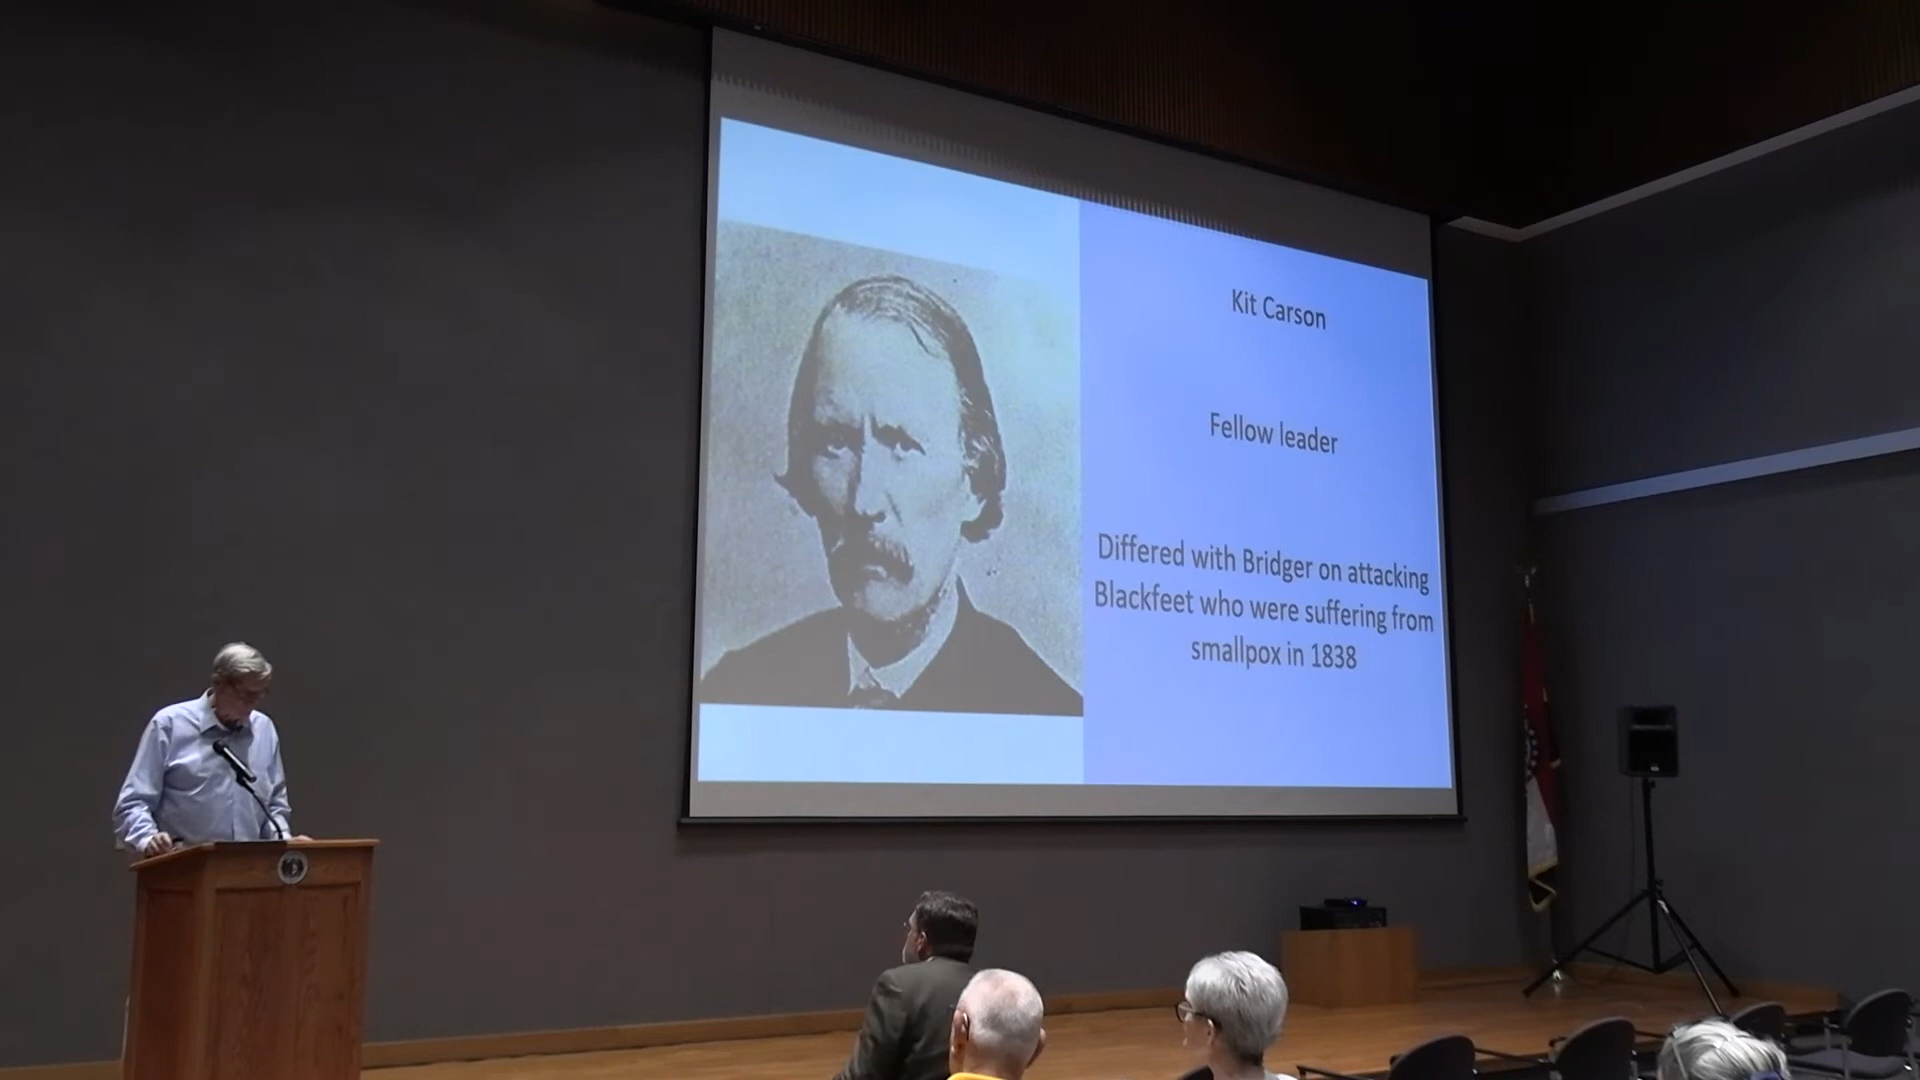 Kit Carson
Fellow leader
Differed with Bridger on attacking
Blackfeet who were suffering from
smallpox in 1838